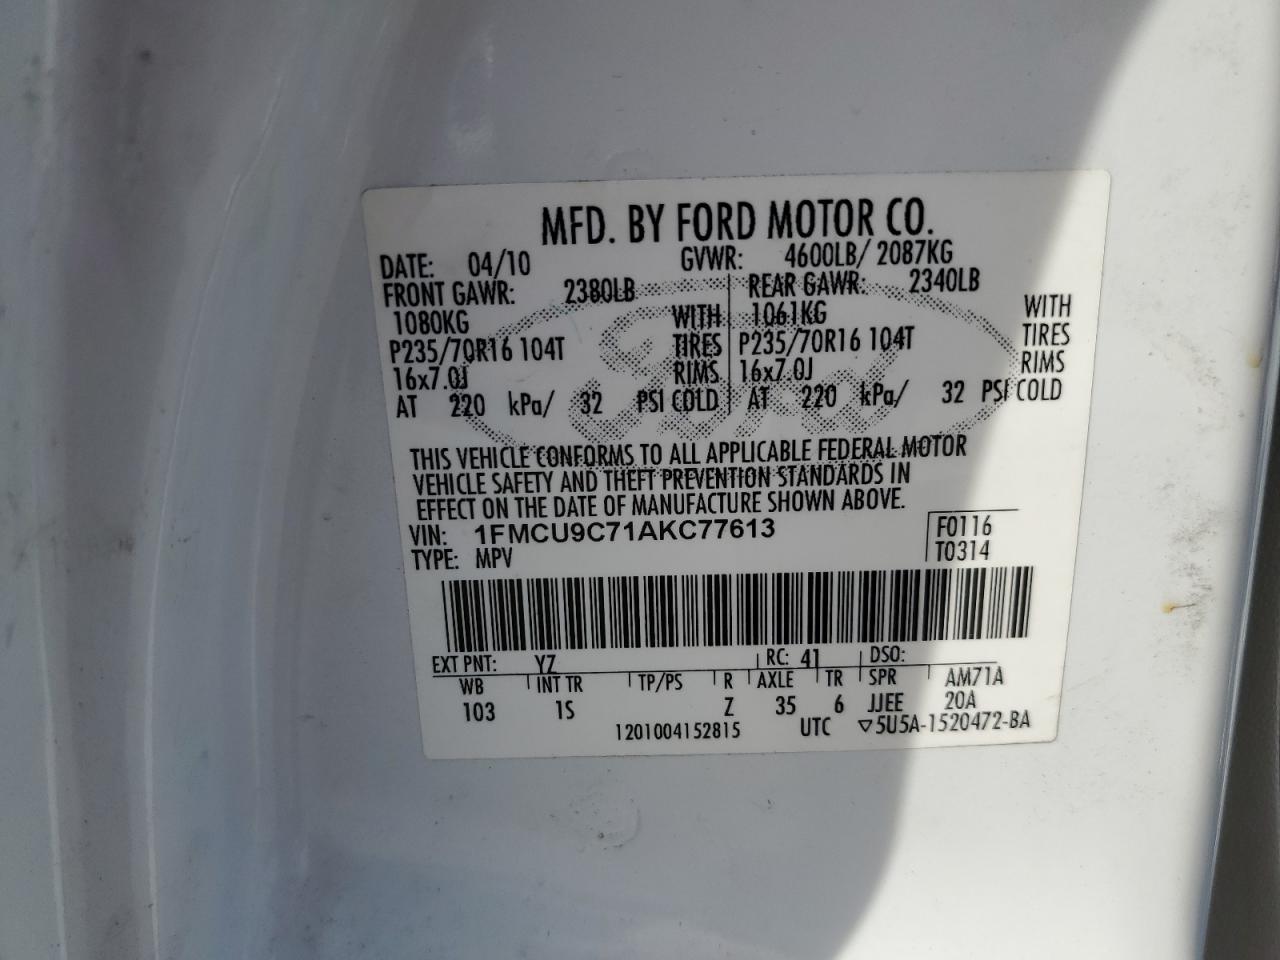 MFD. BY FORD MOTOR CO.
DATE: 04/10 GVWR: 4600LB/ 2087KG
FRONT GAWR: 2380LB REAR GAWR: 2340LB
1080KG WITH 1061KG WITH
P235/70R16 104T TIRES P235/70R16 104T TIRES
16x7.0J RIMS 16x7.0J RIMS
AT 220 kPa/ 32 PSI COLD AT 220 kPa/ 32 PSI COLD
Ford
THIS VEHICLE CONFORMS TO ALL APPLICABLE FEDERAL MOTOR
VEHICLE SAFETY AND THEFT PREVENTION STANDARDS IN
EFFECT ON THE DATE OF MANUFACTURE SHOWN ABOVE.
VIN: 1FMCU9C71AKC77613 F0116
TYPE: MPV T0314
EXT PNT: YZ RC: 41 DSO:
WB INT TR TP/PS R AXLE TR SPR AM71A
103 1S Z 35 6 JJEE 20A
1201004152815 UTC ▽5U5A-1520472-BA